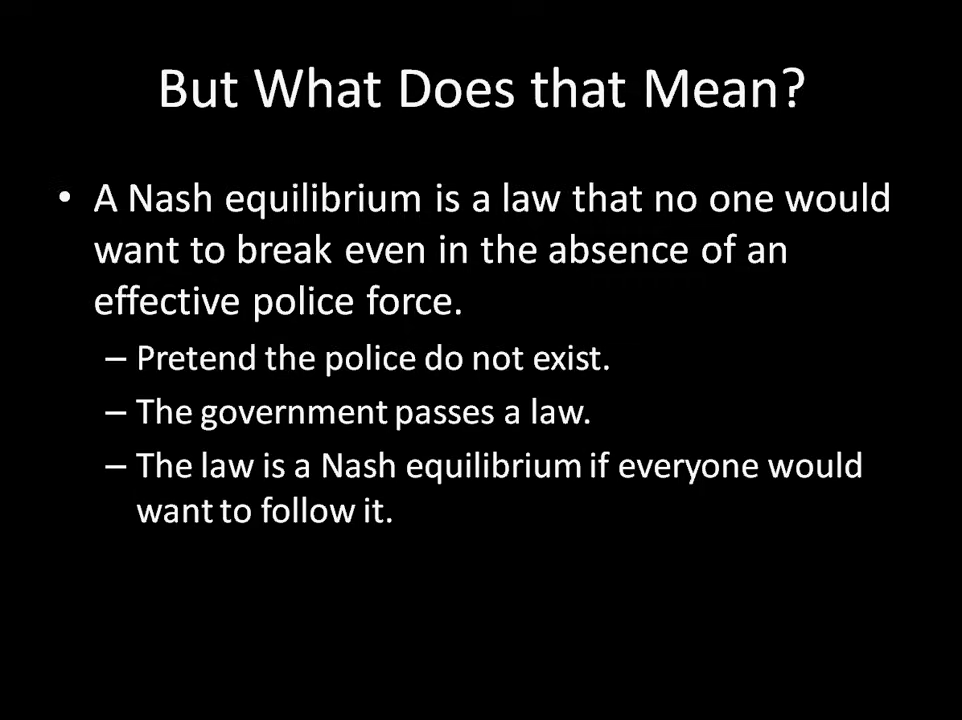 But What Does that Mean?
• A Nash equilibrium is a law that no one would
want to break even in the absence of an
effective police force.
– Pretend the police do not exist.
– The government passes a law.
– The law is a Nash equilibrium if everyone would
want to follow it.